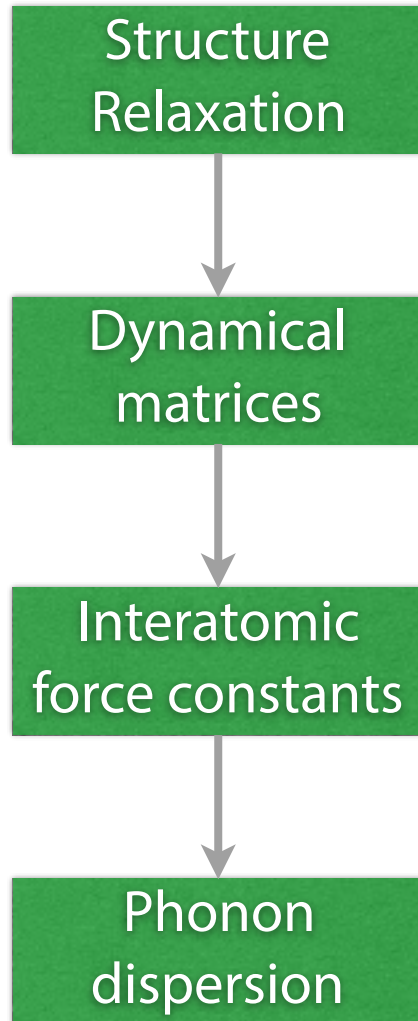 Structure
Relaxation
Dynamical
matrices
Interatomic
force constants
Phonon
dispersion